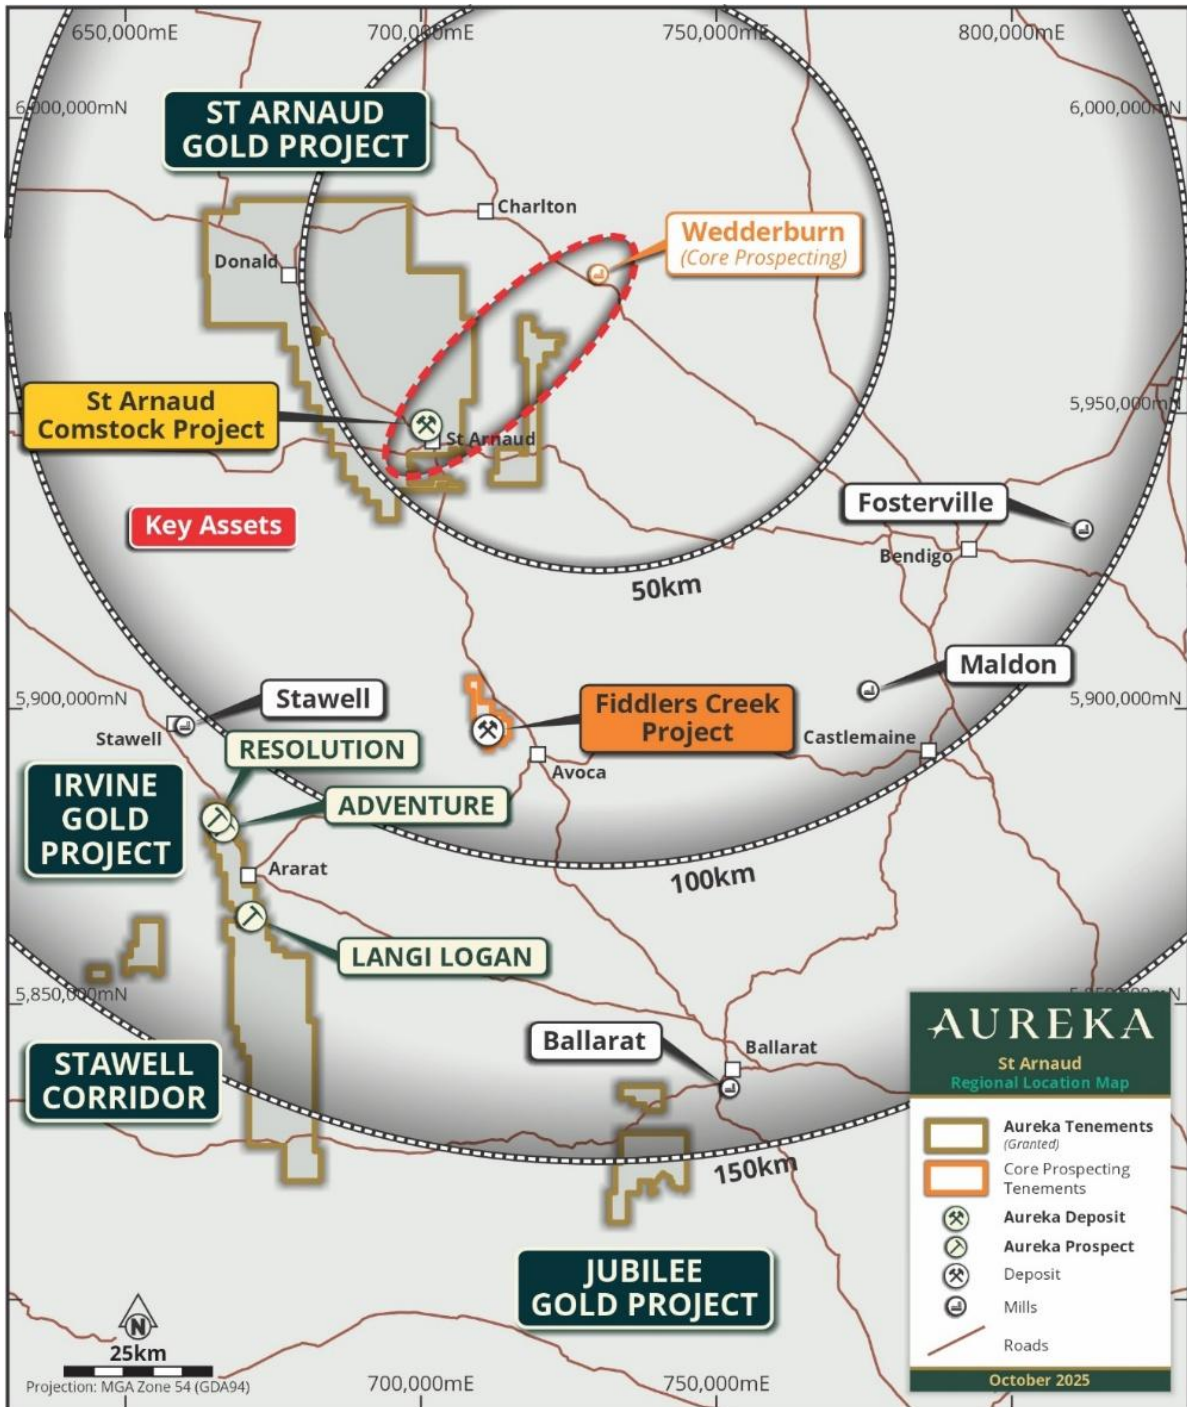 650,000mE
700,000mE
750,000mE
800,000mE
6,000,000mN
6,000,000mN
ST ARNAUD
GOLD PROJECT
Charlton
Wedderburn
(Core Prospecting)
Donald
St Arnaud
Comstock Project
St Arnaud
5,950,000mN
Key Assets
Fosterville
Bendigo
50km
Maldon
5,900,000mN
5,900,000mN
Stawell
Stawell
Fiddlers Creek
Project
Castlemaine
Avoca
RESOLUTION
IRVINE
GOLD
PROJECT
ADVENTURE
Ararat
100km
LANGI LOGAN
5,850,000mN
Ballarat
Ballarat
STAWELL
CORRIDOR
150km
JUBILEE
GOLD PROJECT
AUREKA
St Arnaud
Regional Location Map
Aureka Tenements
(Granted)
Core Prospecting
Tenements
Aureka Deposit
Aureka Prospect
Deposit
Mills
Roads
October 2025
N
25km
Projection: MGA Zone 54 (GDA94)
700,000mE
750,000mE